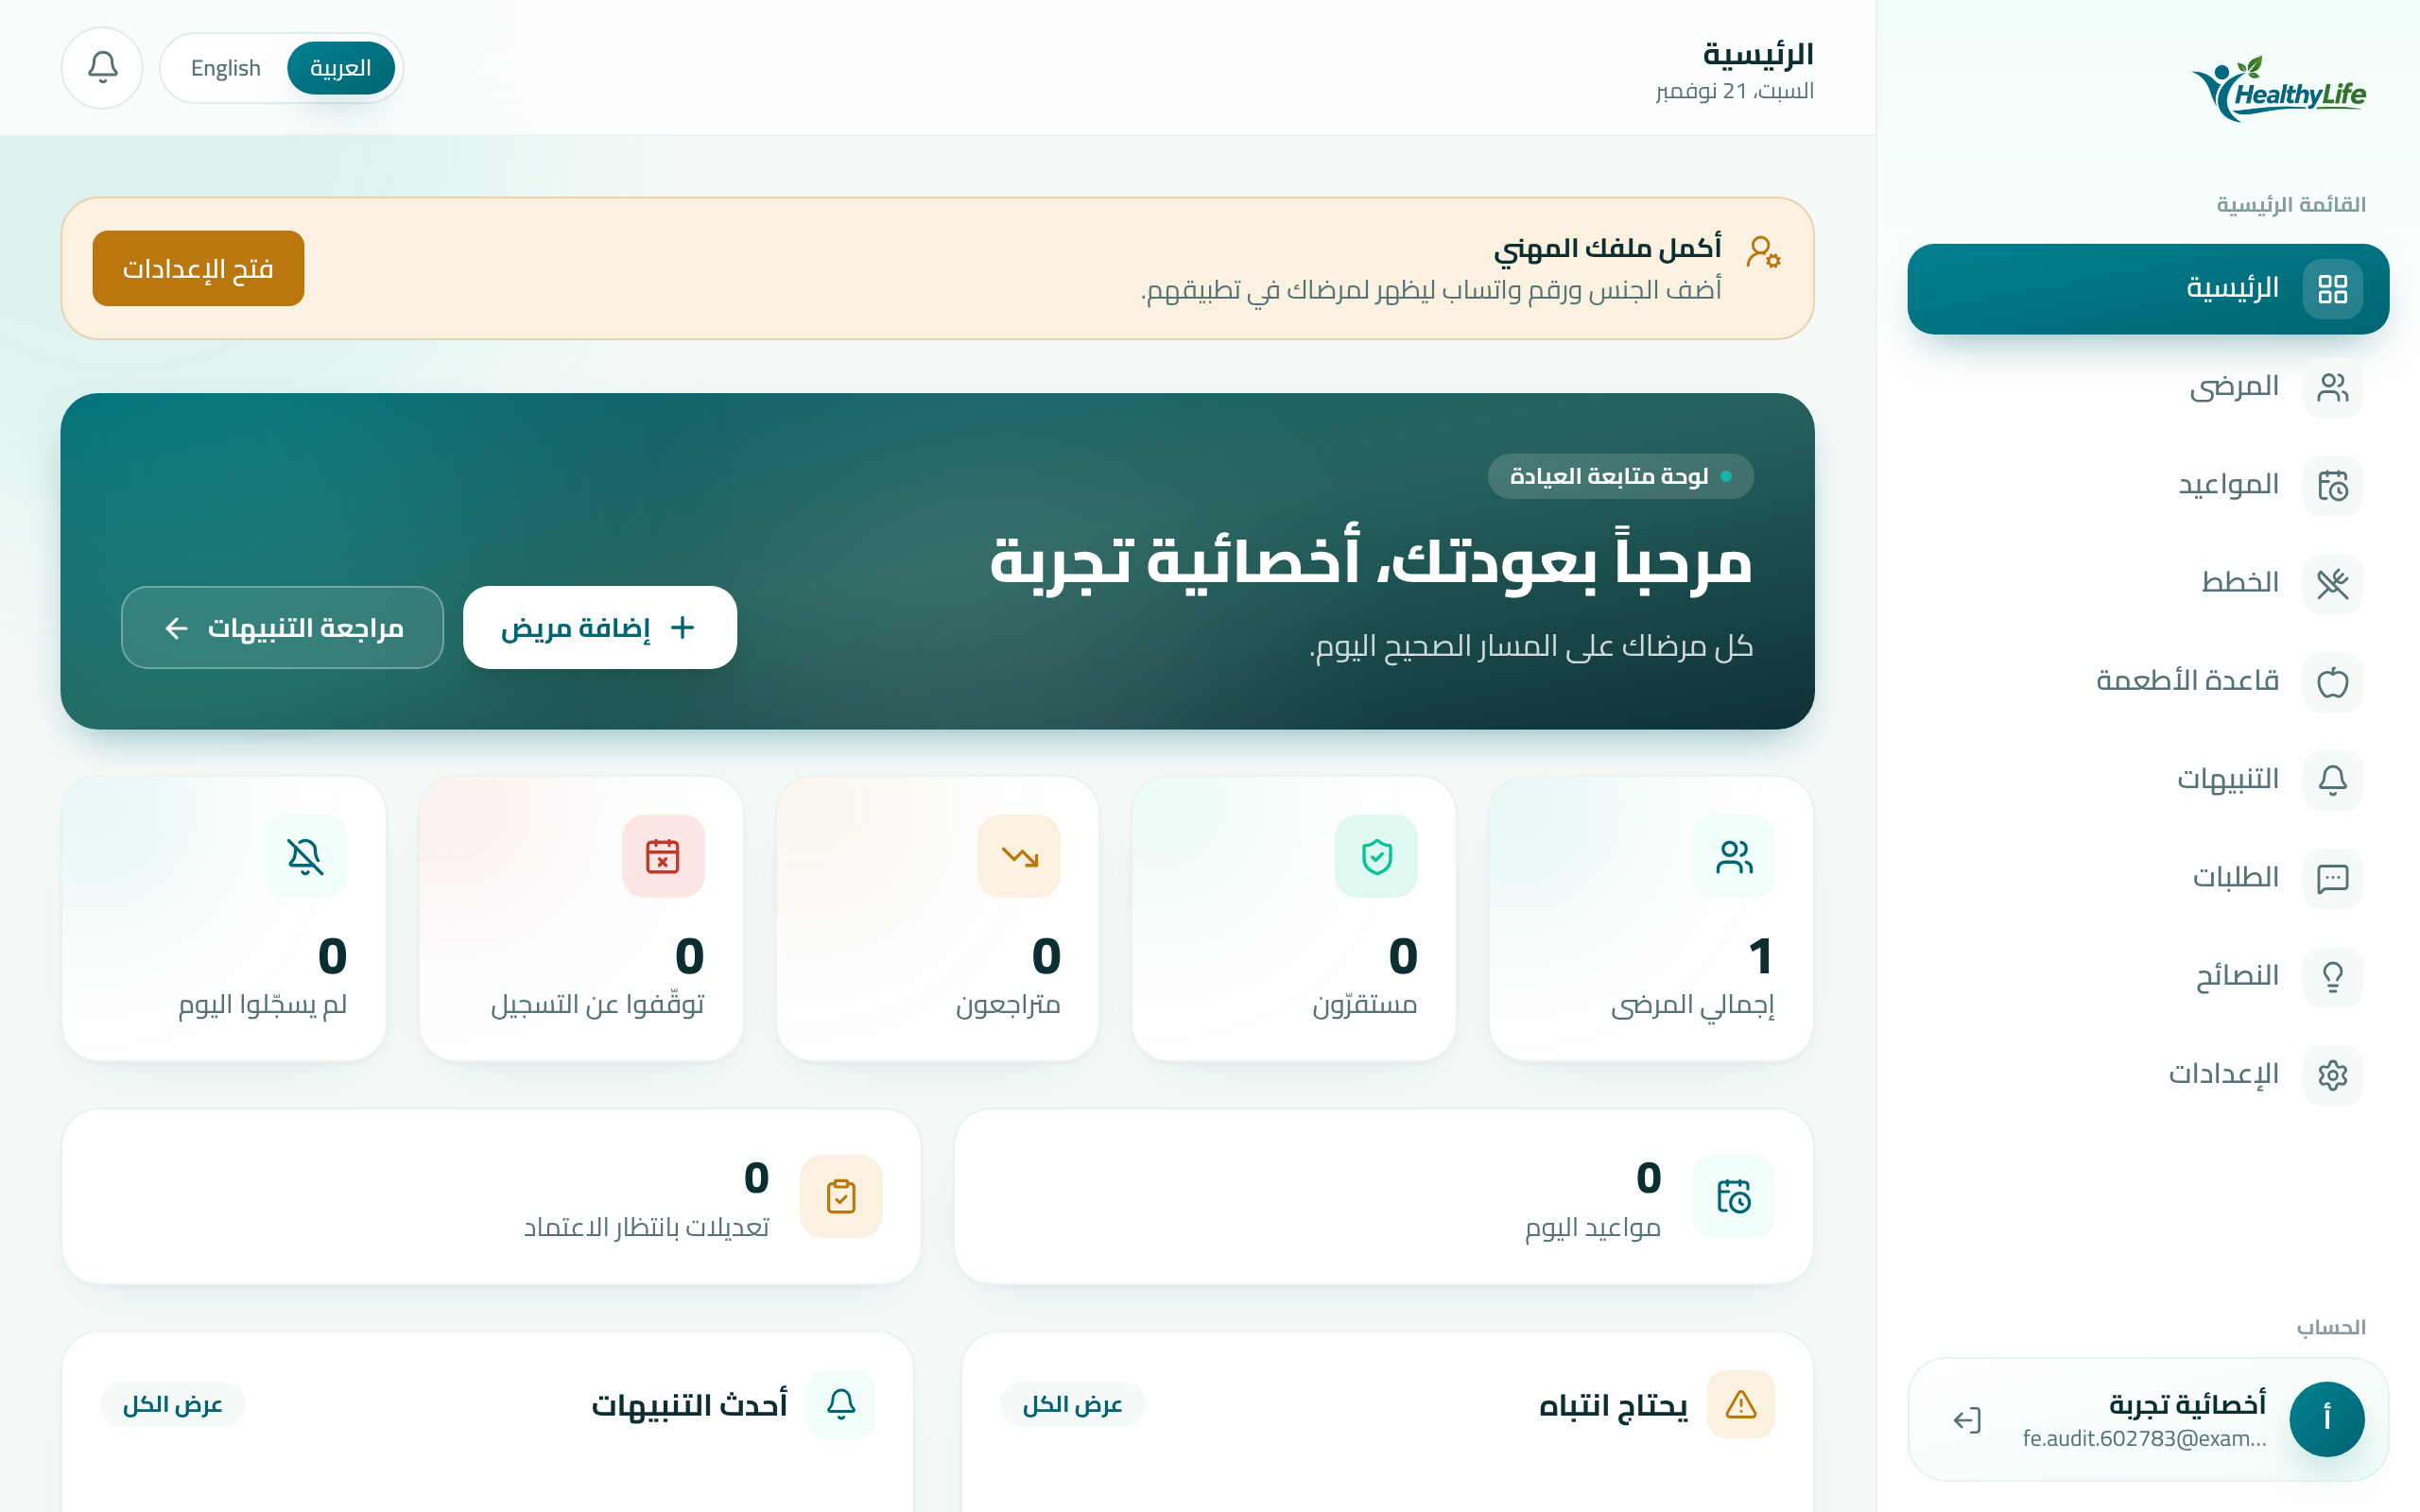 HealthyLife
القائمة الرئيسية
الرئيسية
المرضى
المواعيد
الخطط
قاعدة الأطعمة
التنبيهات
الطلبات
النصائح
الإعدادات
الحساب
أ
أخصائية تجربة
fe.audit.602783@exam...
الرئيسية
السبت، 21 نوفمبر
العربية
English
أكمل ملفك المهني
أضف الجنس ورقم واتساب ليظهر لمرضاك في تطبيقهم.
فتح الإعدادات
لوحة متابعة العيادة
مرحباً بعودتك، أخصائية تجربة
كل مرضاك على المسار الصحيح اليوم.
إضافة مريض
مراجعة التنبيهات
1
إجمالي المرضى
0
مستقرّون
0
متراجعون
0
توقّفوا عن التسجيل
0
لم يسجّلوا اليوم
0
مواعيد اليوم
0
تعديلات بانتظار الاعتماد
يحتاج انتباه
عرض الكل
أحدث التنبيهات
عرض الكل